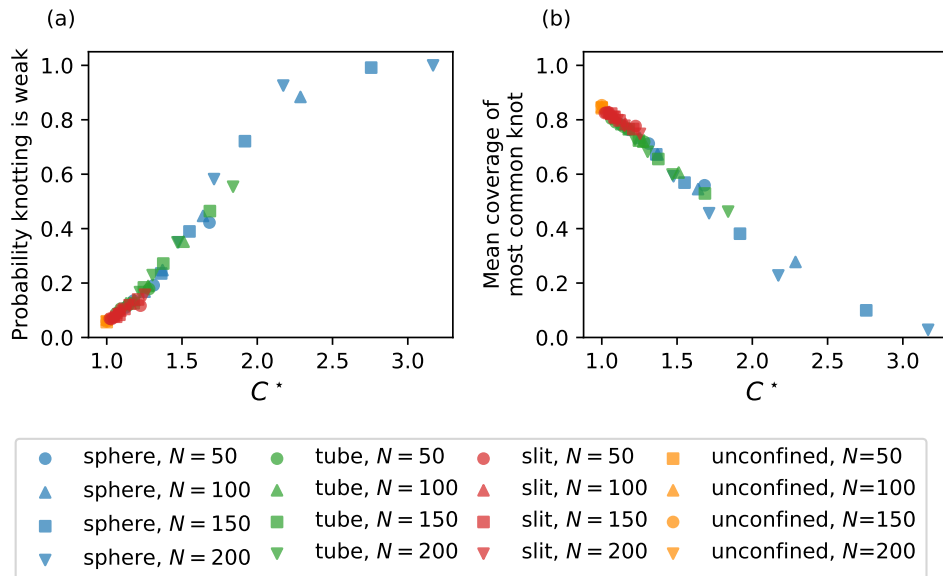 (a)
Probability knotting is weak
1.0
0.8
0.6
0.4
0.2
0.0
1.0 1.5 2.0 2.5 3.0
C⋆
(b)
Mean coverage of
most common knot
1.0
0.8
0.6
0.4
0.2
0.0
1.0 1.5 2.0 2.5 3.0
C⋆
sphere, N = 50 tube, N = 50 slit, N = 50 unconfined, N=50
sphere, N = 100 tube, N = 100 slit, N = 100 unconfined, N=100
sphere, N = 150 tube, N = 150 slit, N = 150 unconfined, N=150
sphere, N = 200 tube, N = 200 slit, N = 200 unconfined, N=200